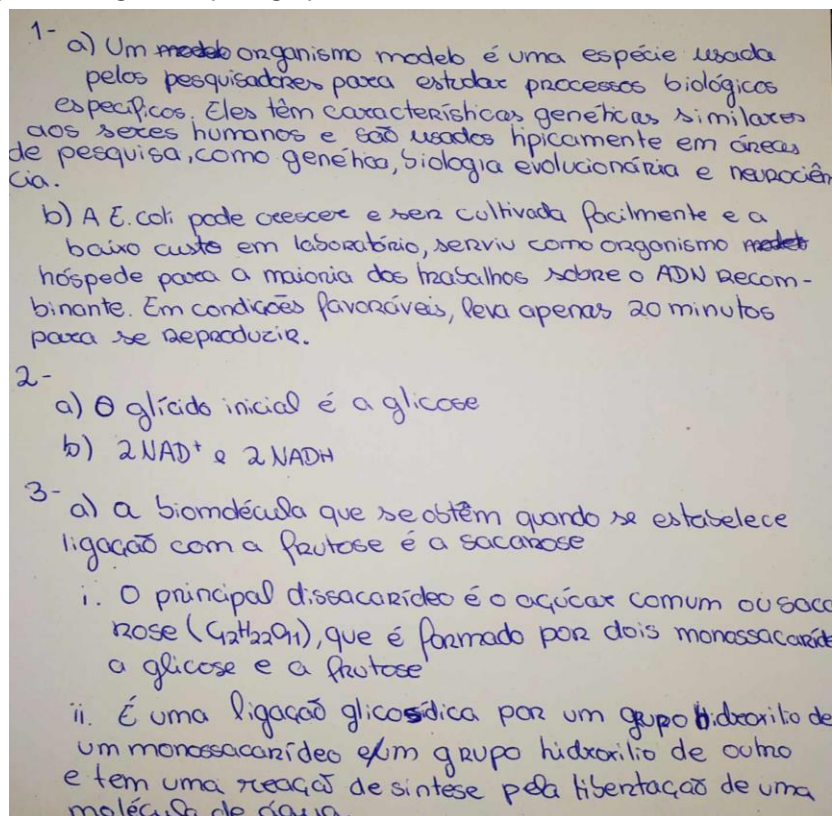 1-
a) Um organismo modelo é uma espécie usada
pelos pesquisadores para estudar processos biológicos
específicos. Eles têm características genéticas similares
aos seres humanos e são usados tipicamente em áreas
de pesquisa, como genética, biologia evolucionária e neurociên
cia.
b) A E. coli pode crescer e ser cultivada facilmente e a
baixo custo em laboratório, serviu como organismo
hóspede para a maioria dos trabalhos sobre o ADN recom-
binante. Em condições favoráveis, leva apenas 20 minutos
para se reproduzir.
2-
a) O glícido inicial é a glicose
b) 2 NAD⁺ e 2 NADH
3-
a) a biomolécula que se obtêm quando se estabelece
ligação com a frutose é a sacarose
i. O principal dissacarídeo é o açúcar comum ou saca
rose (C₁₂H₂₂O₁₁), que é formado por dois monossacaríde
a glicose e a frutose
ii. É uma ligação glicosídica por um grupo hidroxilio de
um monossacarídeo e um grupo hidroxilio de outro
e tem uma reação de síntese pela libertação de uma
molécula de água